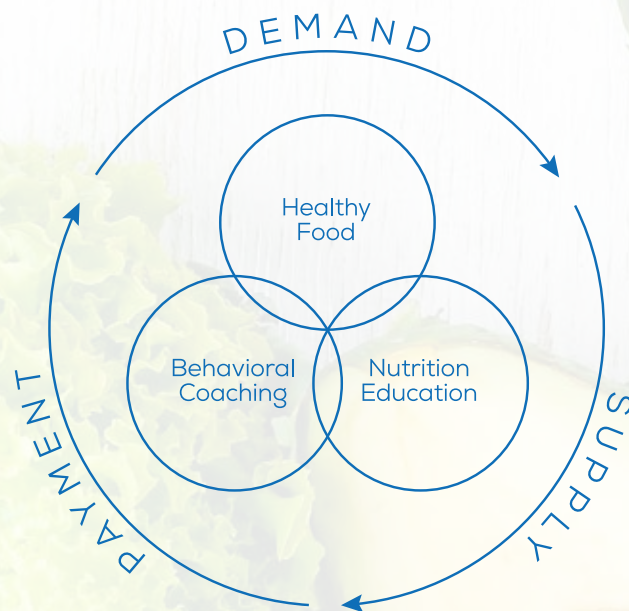 DEMAND
Healthy
Food
Behavioral
Coaching
Nutrition
Education
PAYMENT
SUPPLY